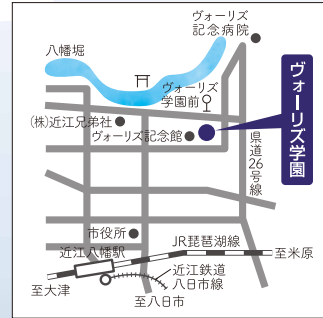 ヴォーリズ
記念病院
八幡堀
ヴォーリズ
学園前
ヴォーリズ学園
(株)近江兄弟社
ヴォーリズ記念館
県道26号線
市役所
近江八幡駅
JR琵琶湖線
至米原
近江鉄道
八日市線
至大津
至八日市